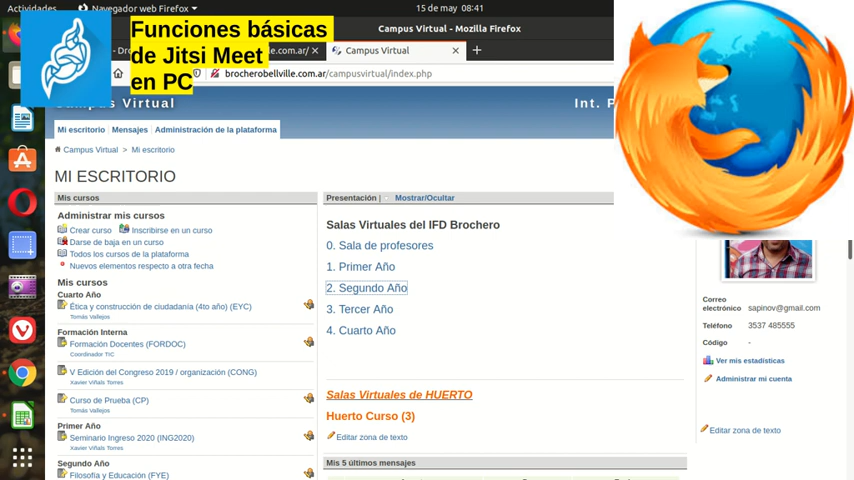 Actividades
Navegador web Firefox
15 de may 08:41
Funciones básicas
de Jitsi Meet
en PC
Campus Virtual - Mozilla Firefox
Campus Virtual
brocherobellville.com.ar/campusvirtual/index.php
Campus Virtual
Int.
Mi escritorio
Mensajes
Administración de la plataforma
Campus Virtual > Mi escritorio
MI ESCRITORIO
Mis cursos
Administrar mis cursos
Crear curso
Inscribirse en un curso
Darse de baja en un curso
Todos los cursos de la plataforma
Nuevos elementos respecto a otra fecha
Mis cursos
Cuarto Año
Ética y construcción de ciudadanía (4to año) (EYC)
Tomás Vallejos
Formación Interna
Formación Docentes (FORDOC)
Coordinador TIC
V Edición del Congreso 2019 / organización (CONG)
Xavier Viñals Torres
Curso de Prueba (CP)
Tomás Vallejos
Primer Año
Seminario Ingreso 2020 (ING2020)
Xavier Viñals Torres
Segundo Año
Filosofía y Educación (FYE)
Presentación |
Mostrar/Ocultar
Salas Virtuales del IFD Brochero
0. Sala de profesores
1. Primer Año
2. Segundo Año
3. Tercer Año
4. Cuarto Año
Salas Virtuales de HUERTO
Huerto Curso (3)
Editar zona de texto
Mis 5 últimos mensajes
Correo
electrónico
sapinov@gmail.com
Teléfono
3537 485555
Código
-
Ver mis estadísticas
Administrar mi cuenta
Editar zona de texto